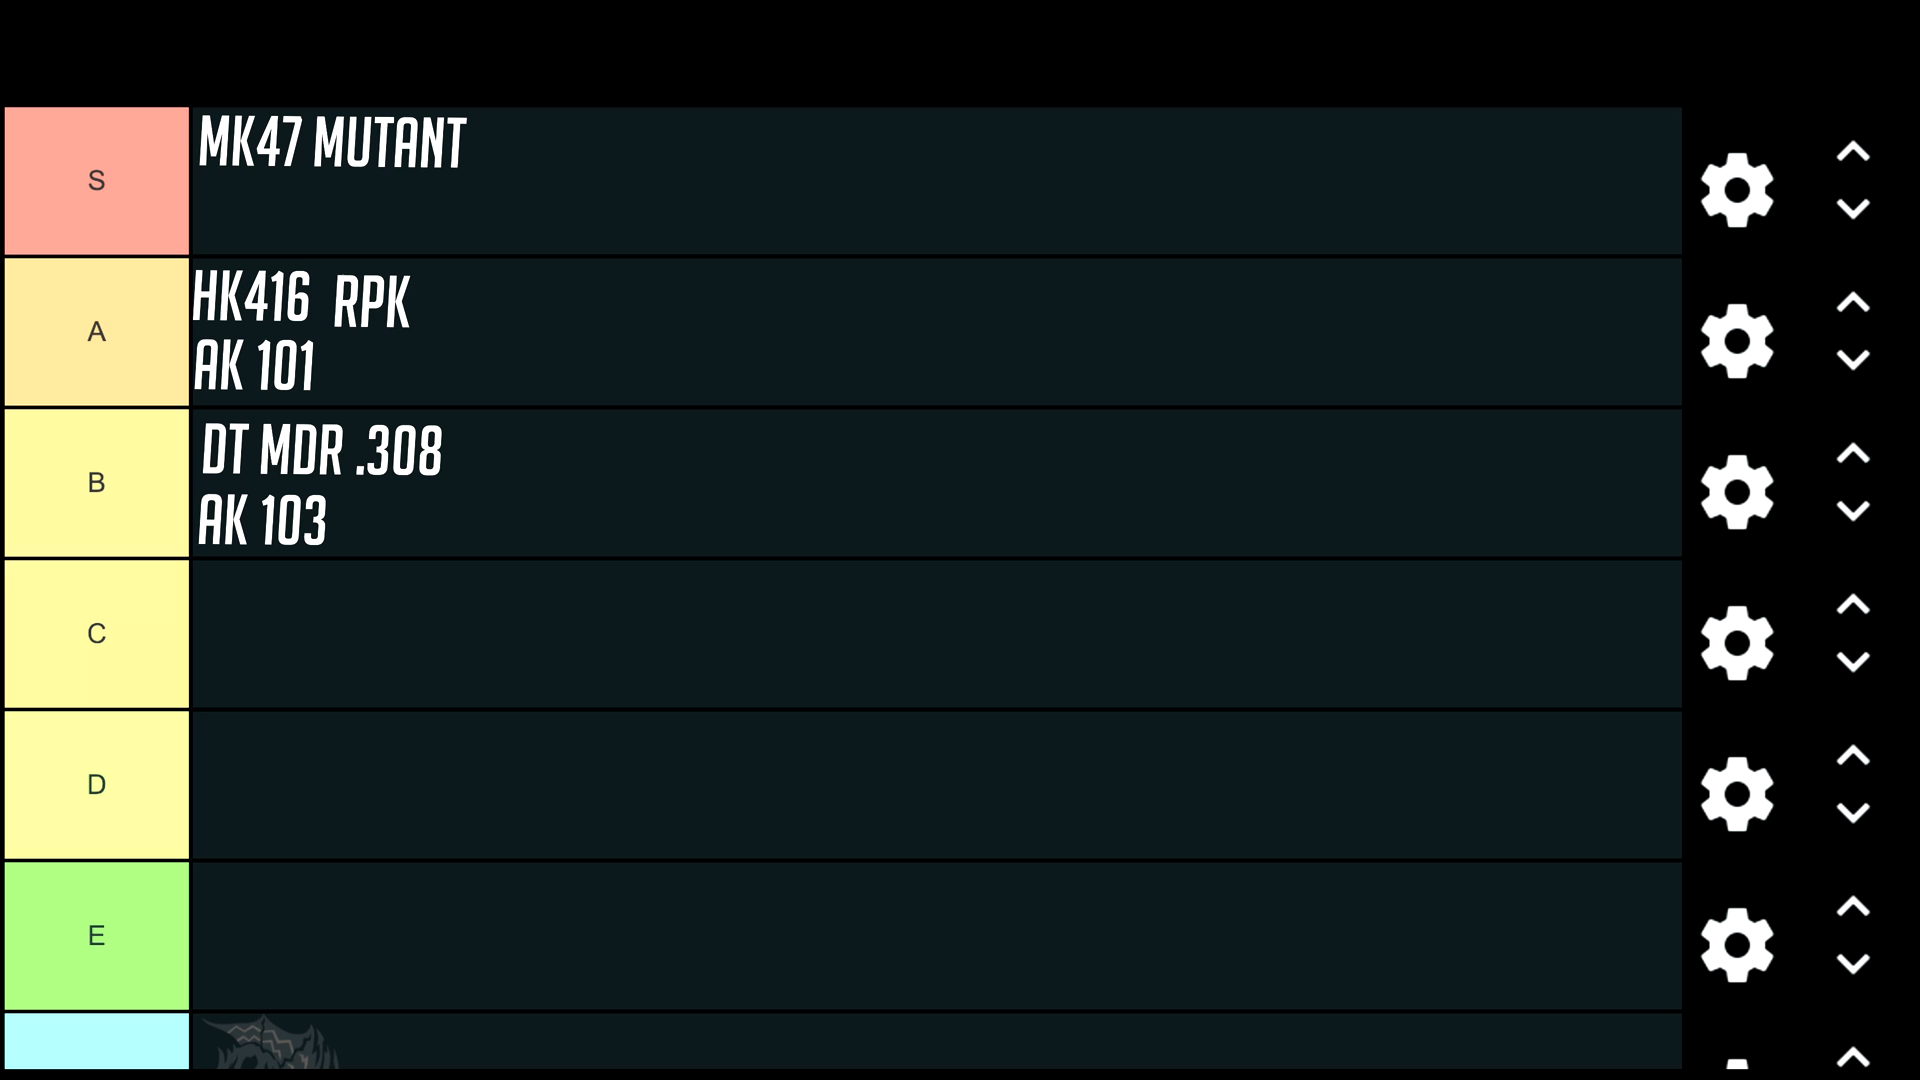 S
MK47 MUTANT
A
HK416 RPK
AK 101
B
DT MDR .308
AK 103
C
D
E